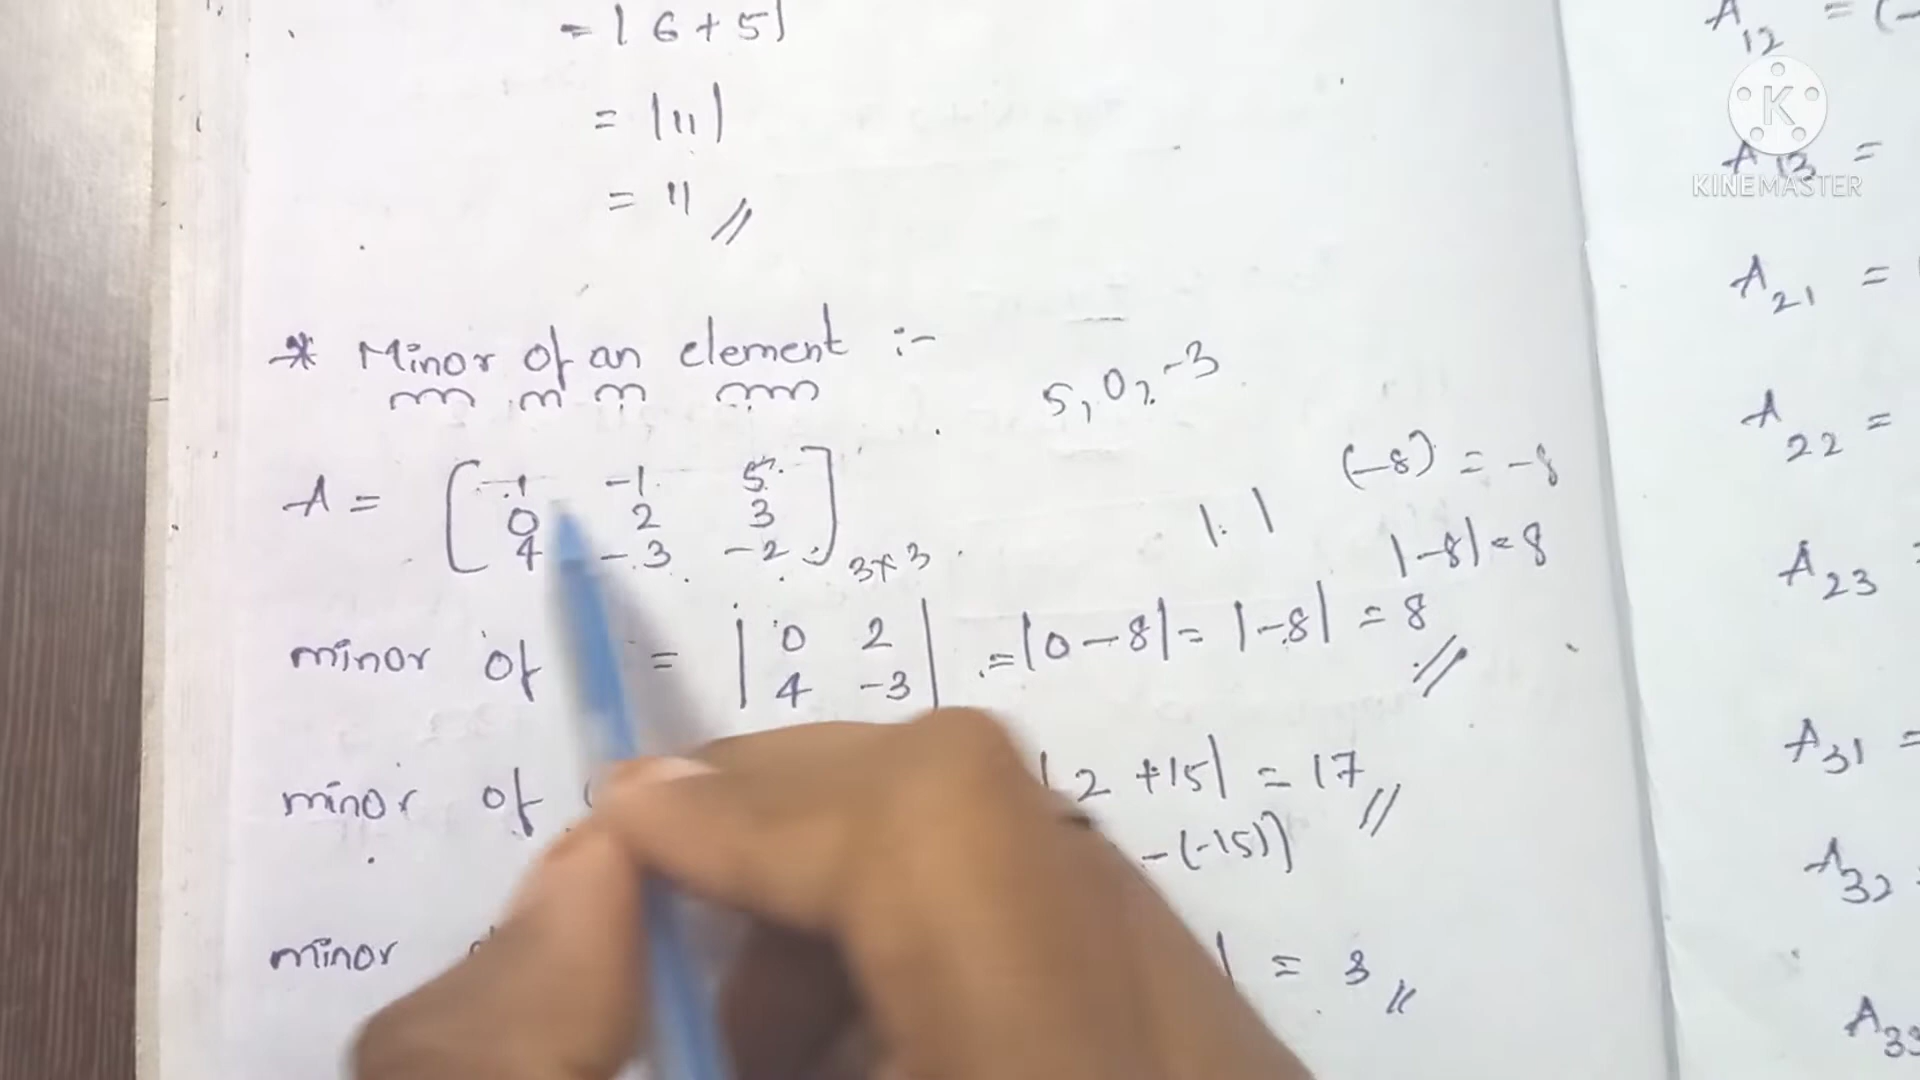 = | 6 + 5 |
= |11|
= 11 //
* Minor of an element :-
5, 0, -3
A = [ 1 -1 5
0 2 3
4 -3 -2 ] 3x3
(-8) = -8
| . |
|-8| = 8
minor of = | 0 2
4 -3 | = |0-8| = |-8| = 8 //
minor of | 2 +15| = 17 //
-(-15)]
minor | = 3 //
A12 = (-
A13 =
A21 =
A22 =
A23 =
A31 =
A32
A33
K
KINEMASTER